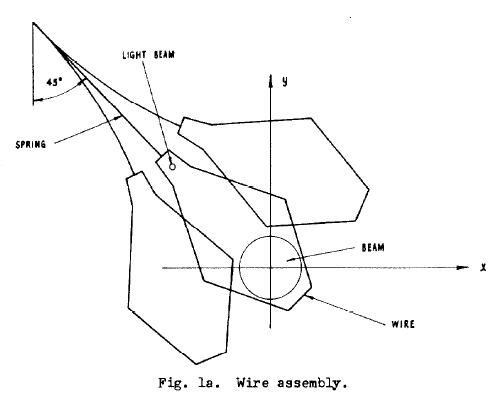 LIGHT BEAM
y
45°
SPRING
BEAM
x
WIRE
Fig. 1a. Wire assembly.